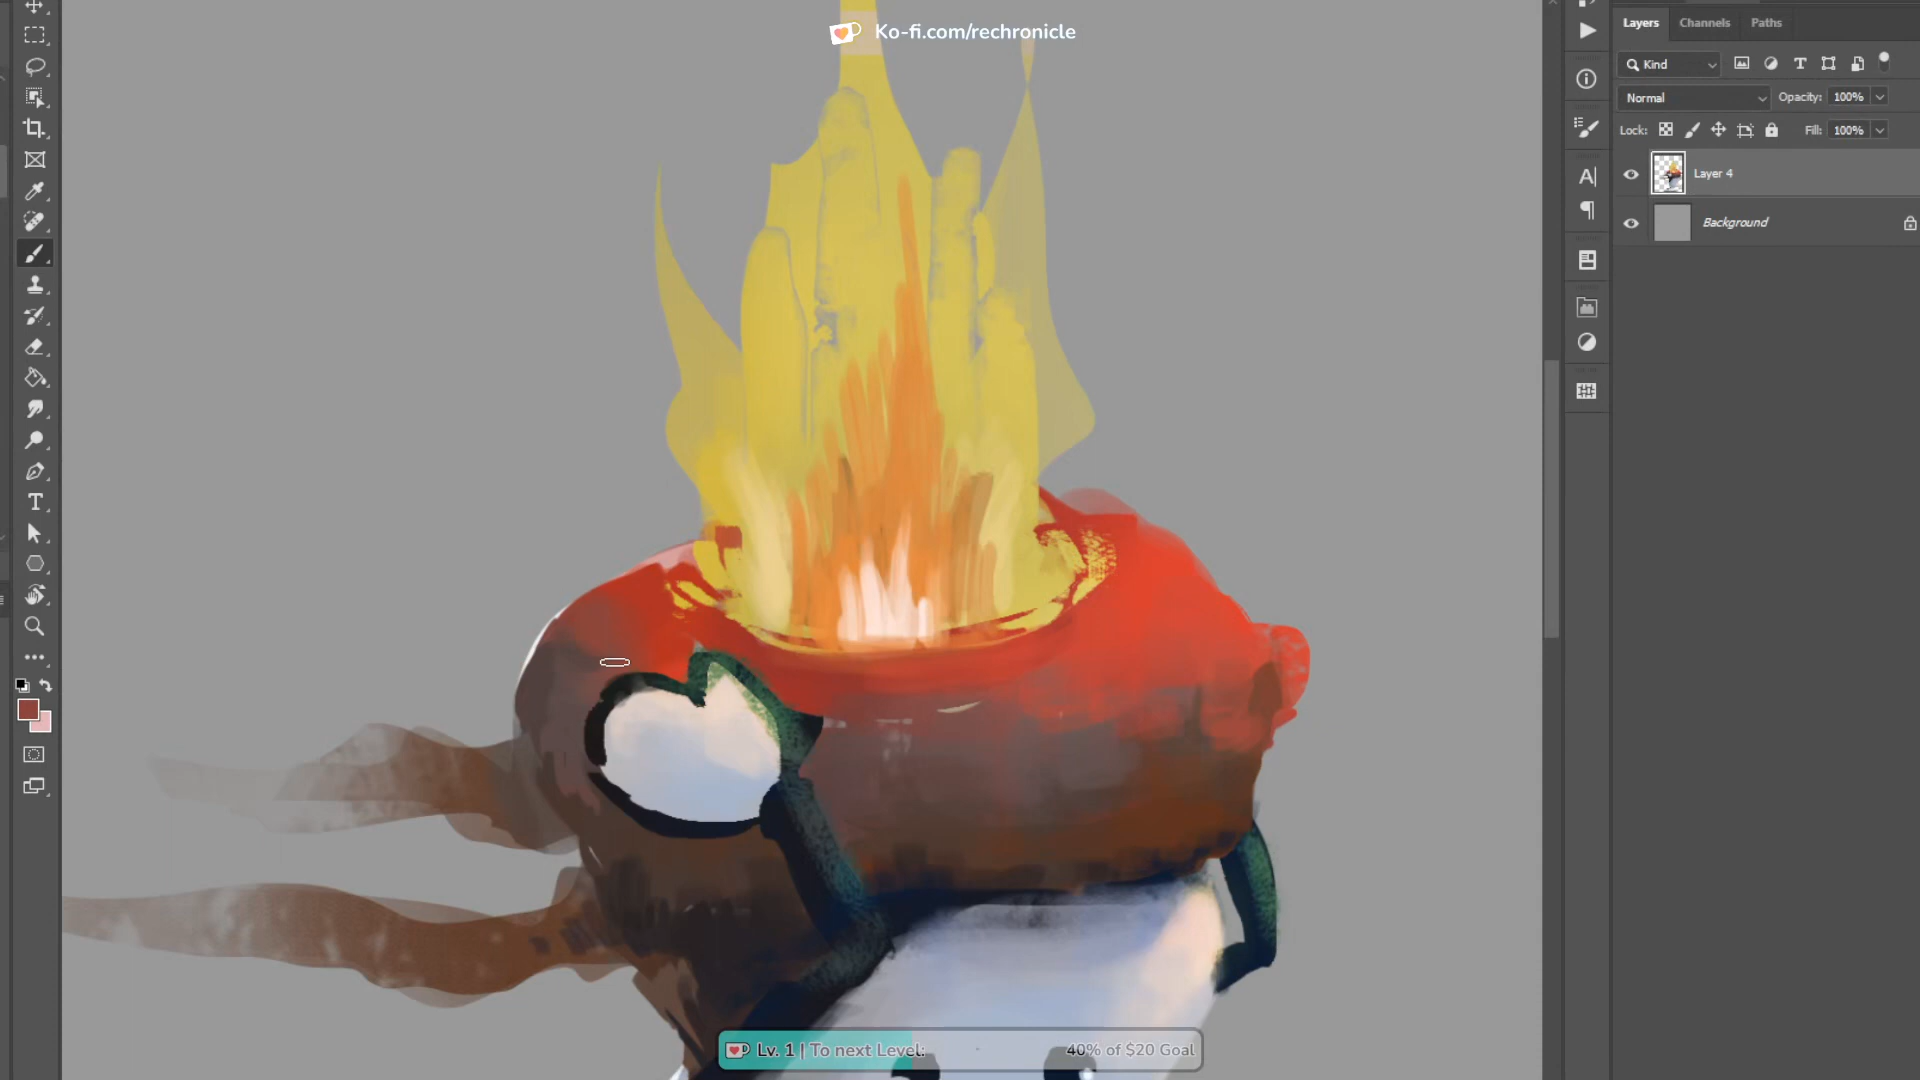 Ko-fi.com/rechronicle
Layers Channels Paths
Kind
Normal Opacity: 100%
Lock: Fill: 100%
Layer 4
Background
Lv. 1 | To next Level: 40% of $20 Goal